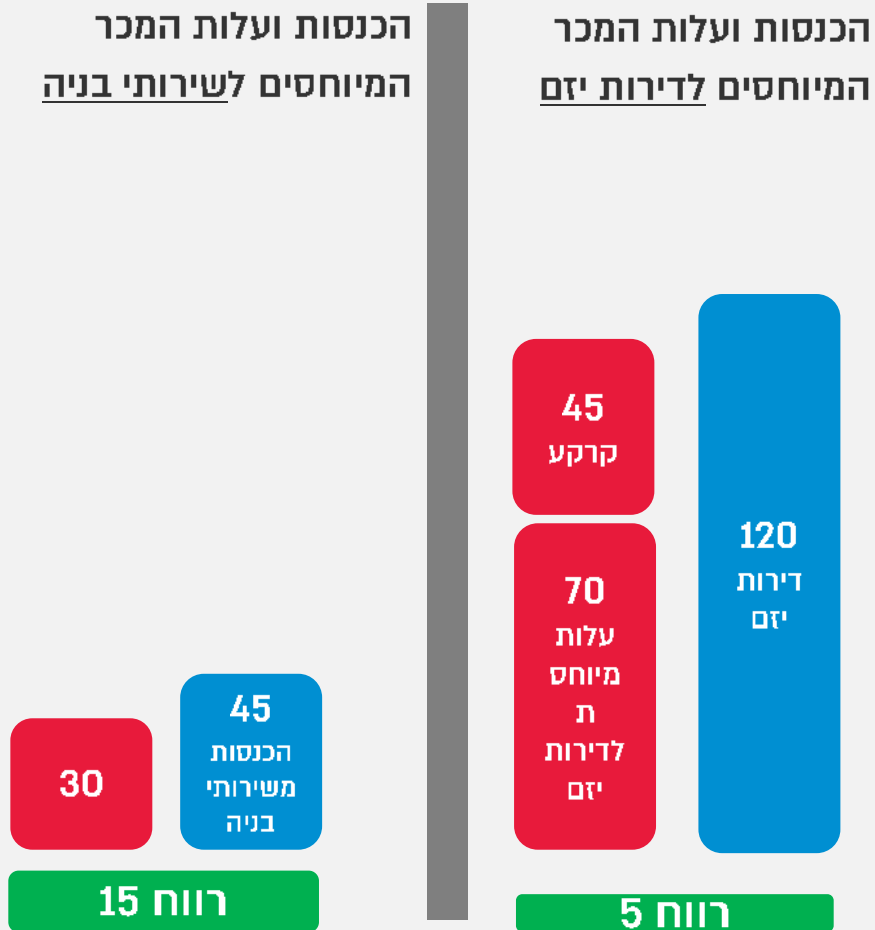 הכנסות ועלות המכר
המיוחסים לדירות יזם
120
דירות
יזם
45
קרקע
70
עלות
מיוחס
ת
לדירות
יזם
רווח 5
הכנסות ועלות המכר
המיוחסים לשירותי בניה
45
הכנסות
משירותי
בניה
30
רווח 15